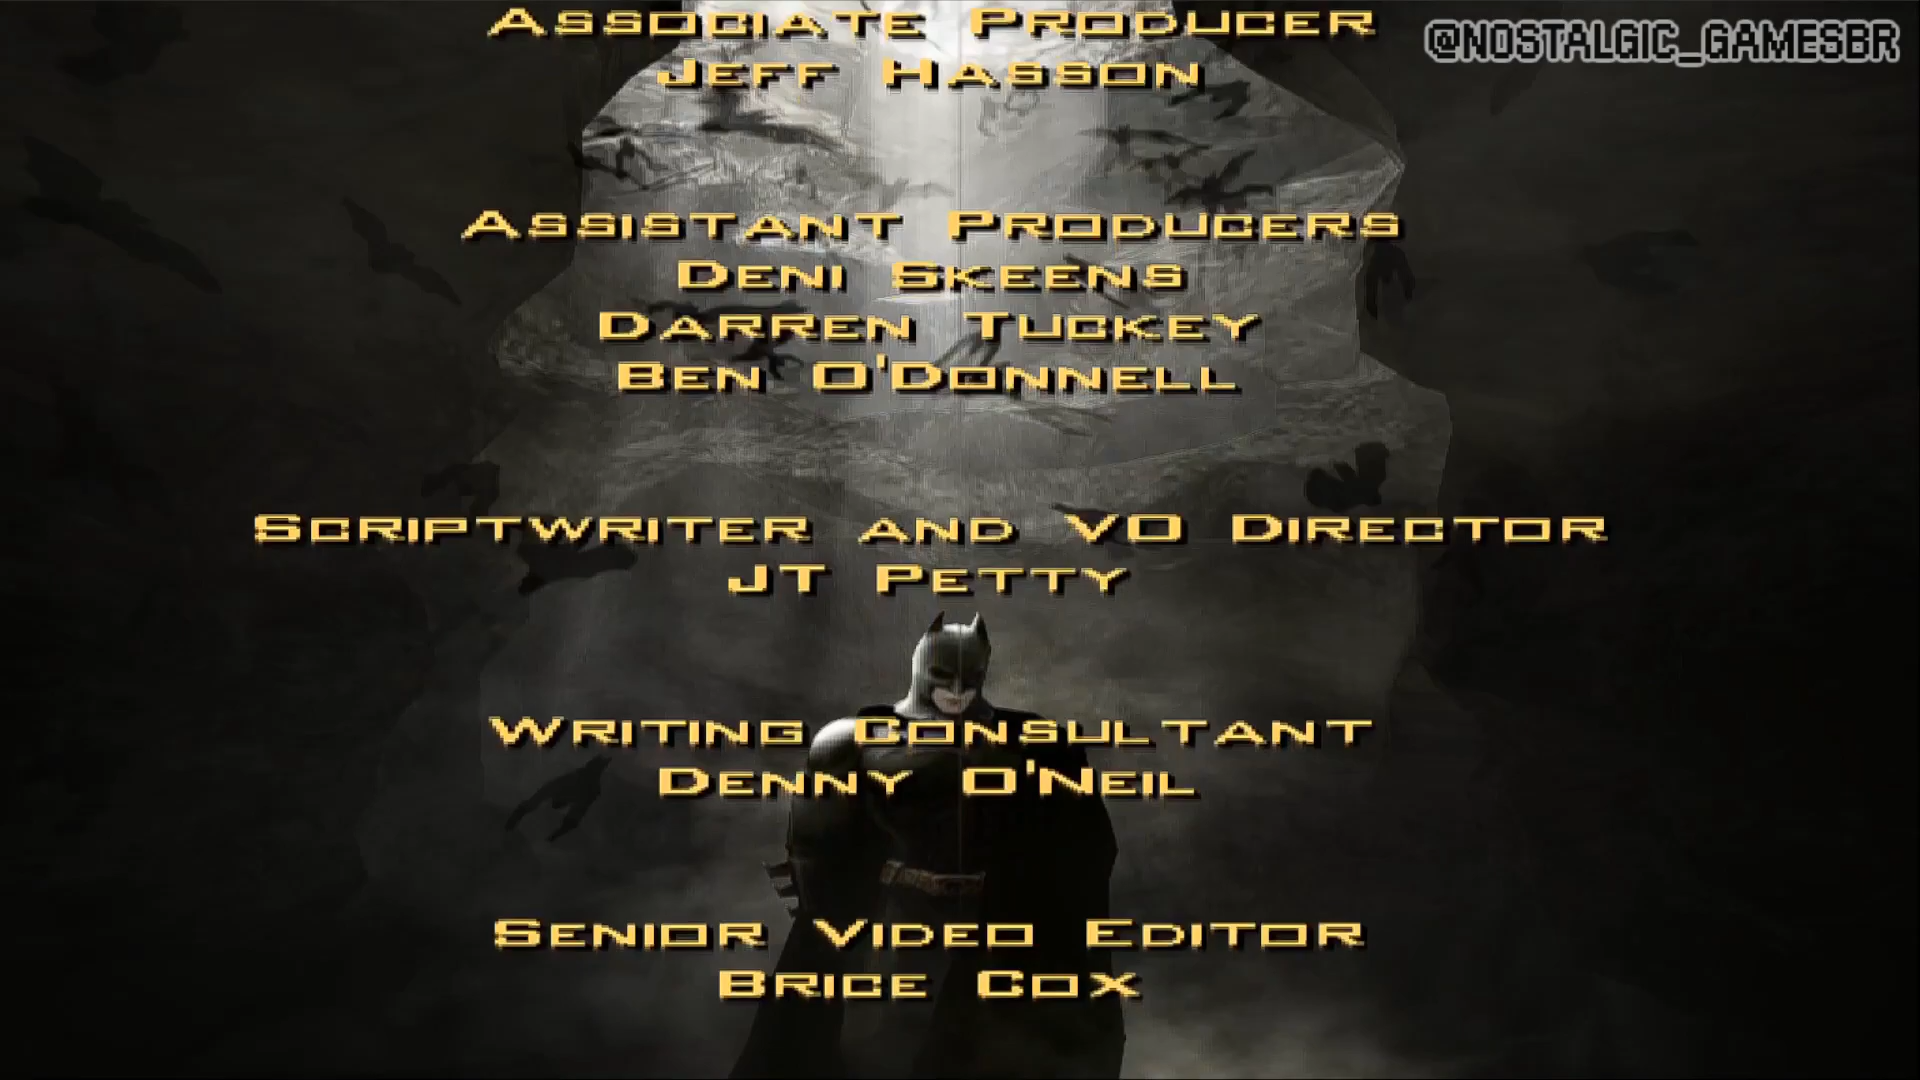 Associate Producer
@NOSTALGIC_GAMESBR
Jeff Hasson
Assistant Producers
Deni Skeens
Darren Tuckey
Ben O'Donnell
Scriptwriter and VO Director
JT Petty
Writing Consultant
Denny O'Neil
Senior Video Editor
Brice Cox